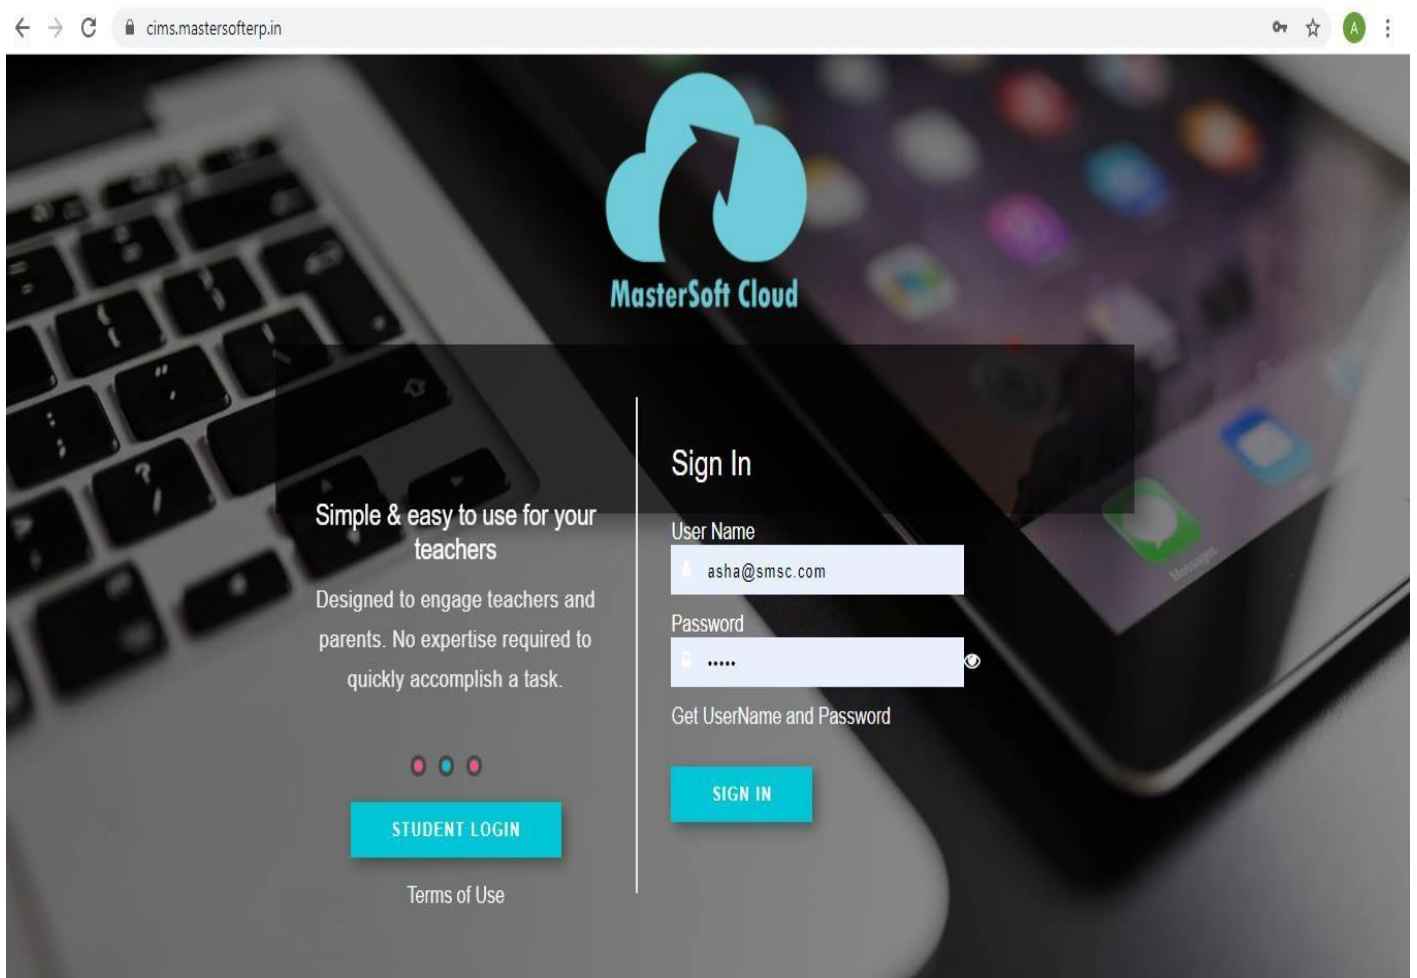 cims.mastersofterp.in
A
MasterSoft Cloud
Simple & easy to use for your
teachers
Designed to engage teachers and
parents. No expertise required to
quickly accomplish a task.
STUDENT LOGIN
Terms of Use
Sign In
User Name
asha@smsc.com
Password
•••••
Get UserName and Password
SIGN IN
Messages